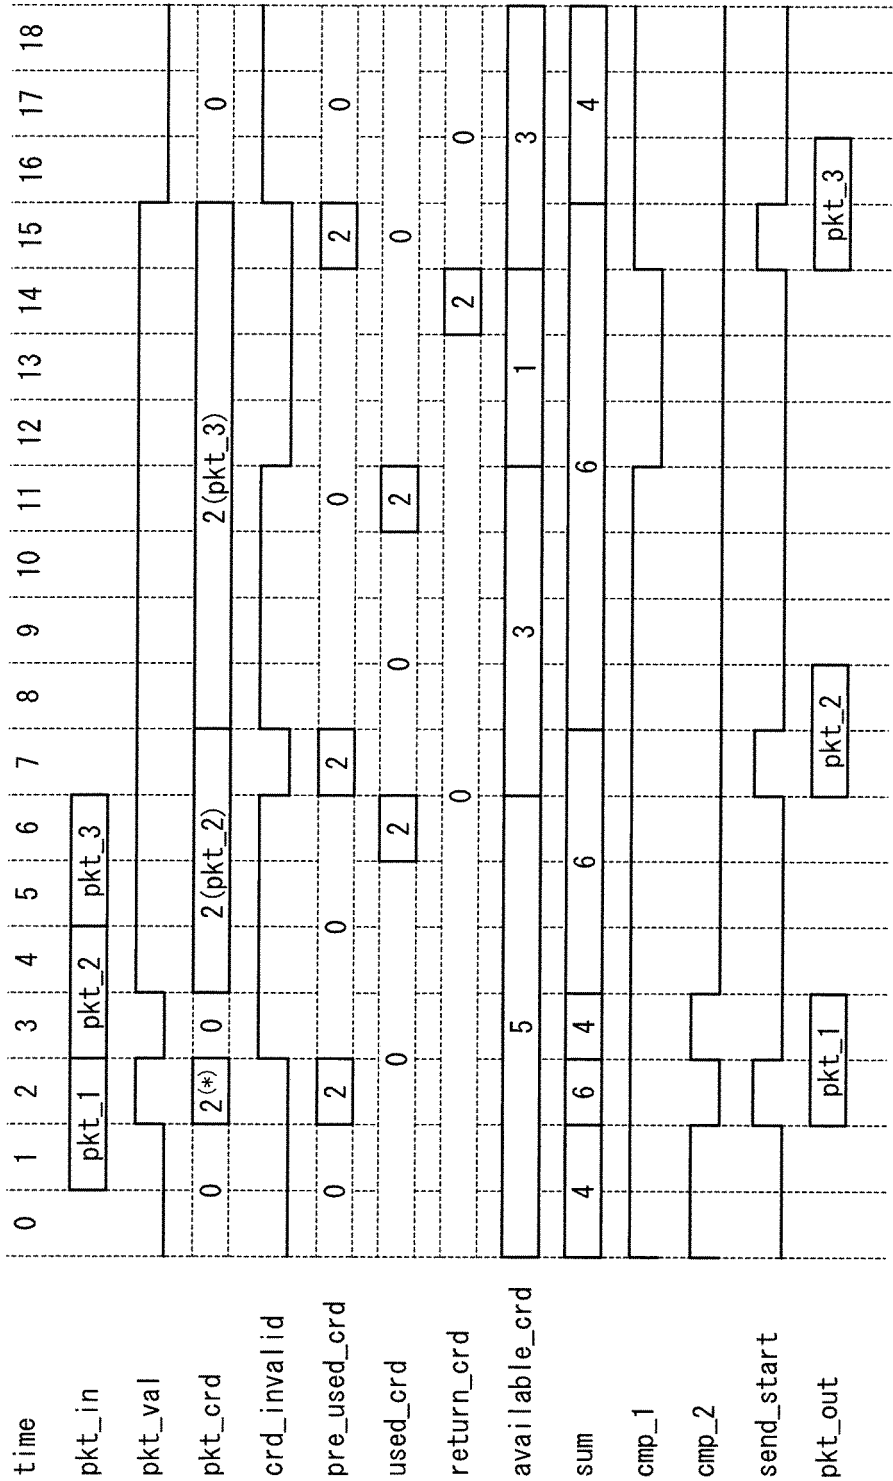 time 0 1 2 3 4 5 6 7 8 9 10 11 12 13 14 15 16 17 18
pkt_in pkt_1 pkt_2 pkt_3
pkt_val
pkt_crd 0 2(*) 0 2(pkt_2) 2(pkt_3) 0
crd_invalid
pre_used_crd 0 2 0 2 0 2 0
used_crd 0 2 0 2 0
return_crd 0 2 0
available_crd 5 3 1 3
sum 4 6 4 6 6 4
cmp_1
cmp_2
send_start
pkt_out pkt_1 pkt_2 pkt_3